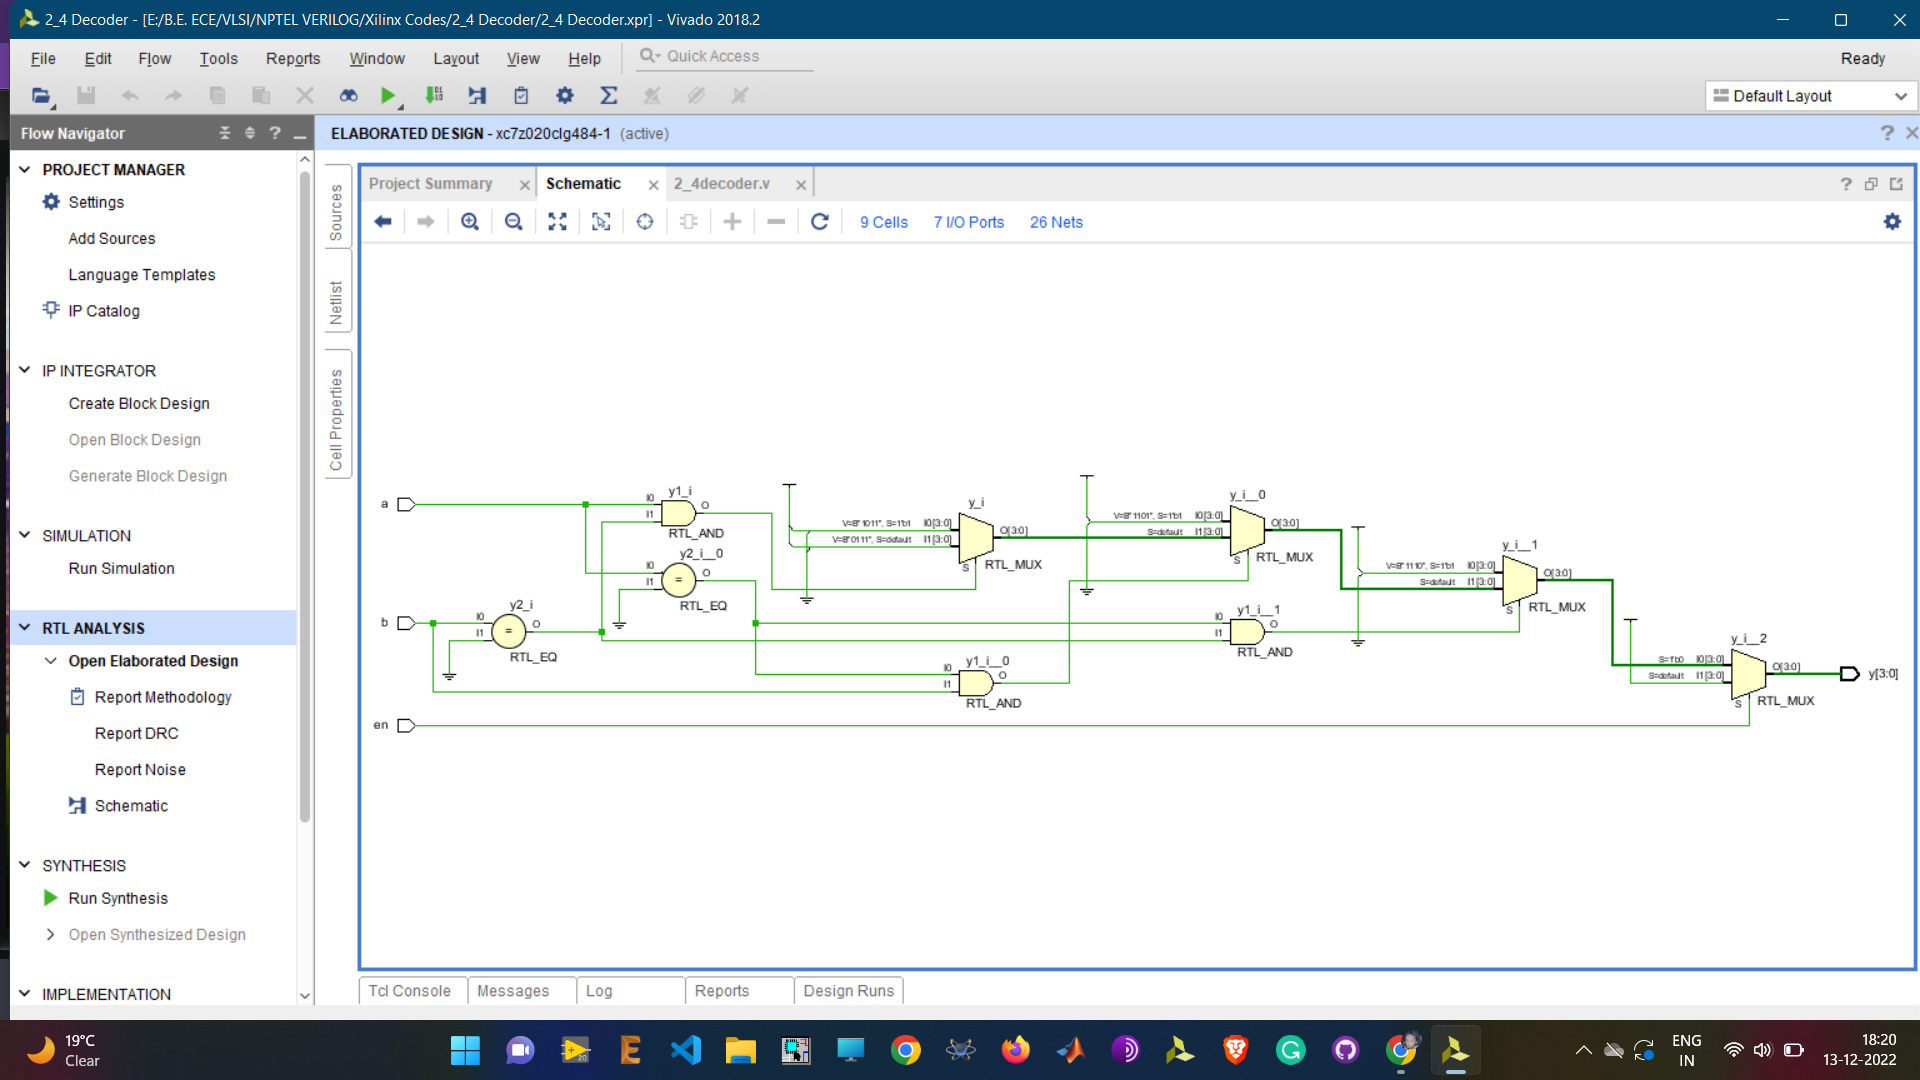 2_4 Decoder - [E:/B.E. ECE/VLSI/NPTEL VERILOG/Xilinx Codes/2_4 Decoder/2_4 Decoder.xpr] - Vivado 2018.2
File Edit Flow Tools Reports Window Layout View Help Quick Access Ready
Default Layout
Flow Navigator
ELABORATED DESIGN - xc7z020clg484-1 (active)
PROJECT MANAGER
Settings
Add Sources
Language Templates
IP Catalog
IP INTEGRATOR
Create Block Design
Open Block Design
Generate Block Design
SIMULATION
Run Simulation
RTL ANALYSIS
Open Elaborated Design
Report Methodology
Report DRC
Report Noise
Schematic
SYNTHESIS
Run Synthesis
Open Synthesized Design
IMPLEMENTATION
Sources
Netlist
Cell Properties
Project Summary Schematic 2_4decoder.v
9 Cells 7 I/O Ports 26 Nets
a
b
en
y2_i
I0
I1
O
RTL_EQ
y1_i
I0
I1
O
RTL_AND
y2_i__0
I0
I1
O
RTL_EQ
y_i
V=B"1011", S=1'b1 I0[3:0]
V=B"0111", S=default I1[3:0]
O[3:0]
S
RTL_MUX
y1_i__0
I0
I1
O
RTL_AND
y_i__0
V=B"1101", S=1'b1 I0[3:0]
S=default I1[3:0]
O[3:0]
S
RTL_MUX
y1_i__1
I0
I1
O
RTL_AND
y_i__1
V=B"1110", S=1'b1 I0[3:0]
S=default I1[3:0]
O[3:0]
S
RTL_MUX
y_i__2
S=1'b0 I0[3:0]
S=default I1[3:0]
O[3:0]
S
RTL_MUX
y[3:0]
Tcl Console Messages Log Reports Design Runs
19°C
Clear
ENG
IN
18:20
13-12-2022